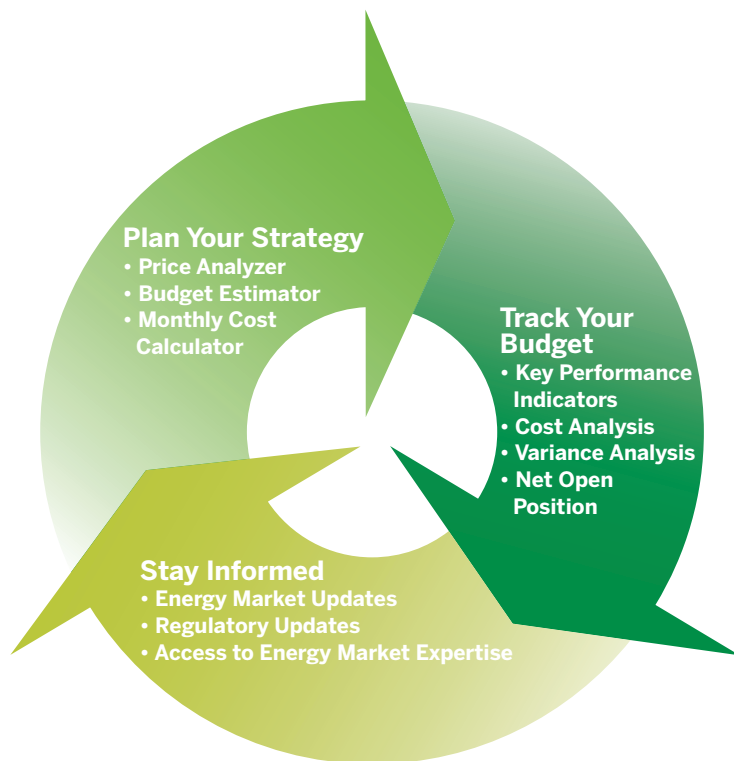 Plan Your Strategy
• Price Analyzer
• Budget Estimator
• Monthly Cost
Calculator
Track Your
Budget
• Key Performance
Indicators
• Cost Analysis
• Variance Analysis
• Net Open
Position
Stay Informed
• Energy Market Updates
• Regulatory Updates
• Access to Energy Market Expertise